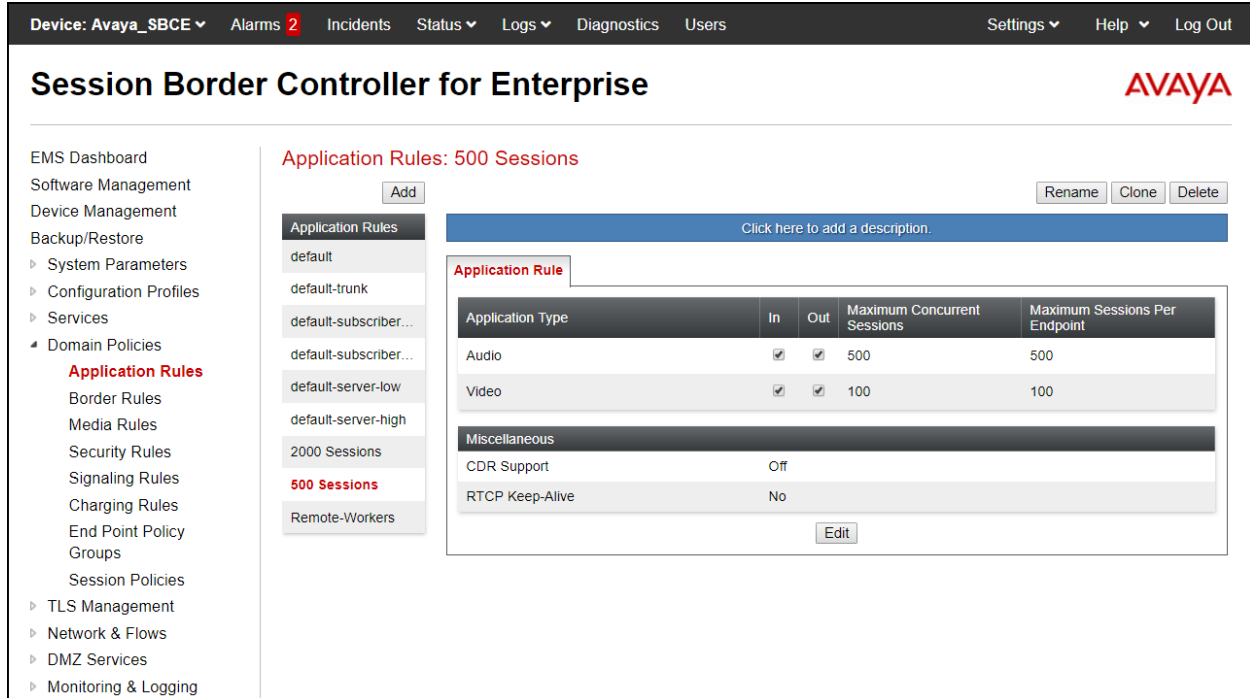 Device: Avaya_SBCE Alarms 2 Incidents Status Logs Diagnostics Users Settings Help Log Out
Session Border Controller for Enterprise
AVAYA
EMS Dashboard
Software Management
Device Management
Backup/Restore
System Parameters
Configuration Profiles
Services
Domain Policies
Application Rules
Border Rules
Media Rules
Security Rules
Signaling Rules
Charging Rules
End Point Policy
Groups
Session Policies
TLS Management
Network & Flows
DMZ Services
Monitoring & Logging
Application Rules: 500 Sessions
Add
Rename Clone Delete
Application Rules
default
default-trunk
default-subscriber...
default-subscriber...
default-server-low
default-server-high
2000 Sessions
500 Sessions
Remote-Workers
Click here to add a description.
Application Rule
Application Type In Out Maximum Concurrent Sessions Maximum Sessions Per Endpoint
Audio 500 500
Video 100 100
Miscellaneous
CDR Support Off
RTCP Keep-Alive No
Edit